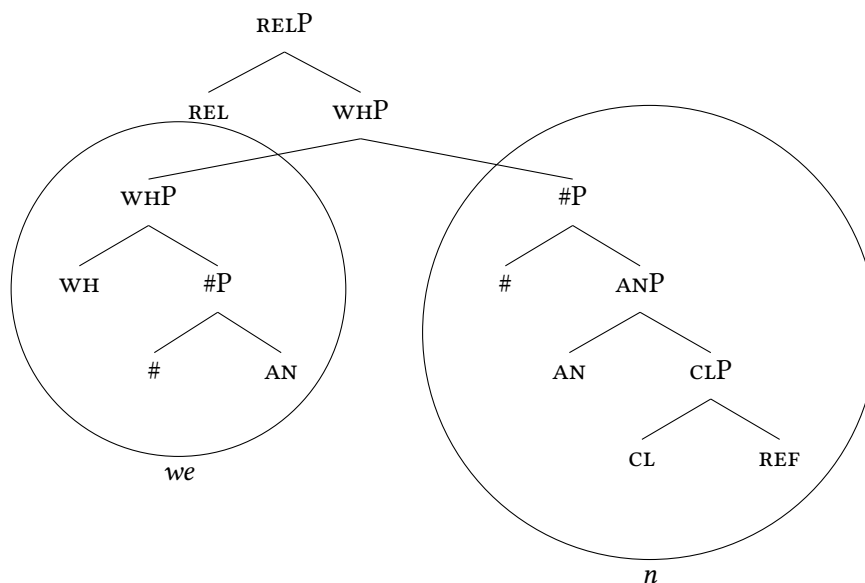 RELP
REL WHP
WHP #P
WH #P # ANP
# AN AN CLP
CL REF
we
n